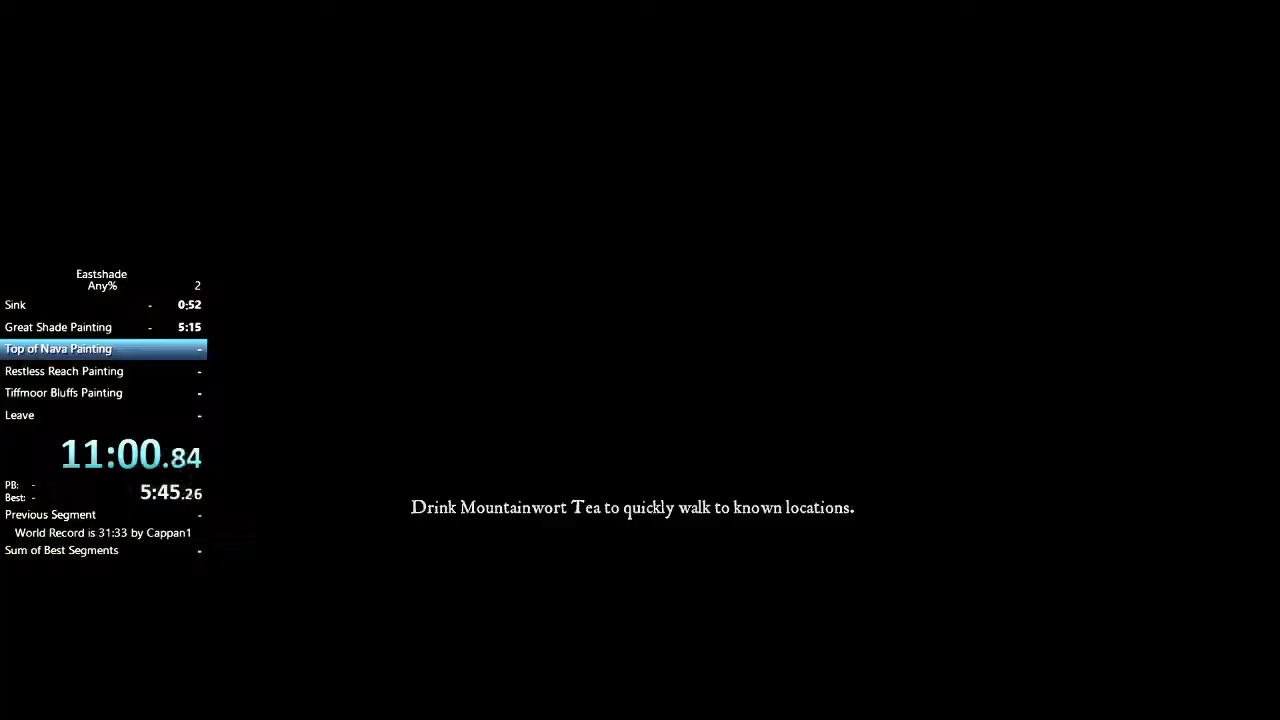 Eastshade
Any% 2
Sink - 0:52
Great Shade Painting - 5:15
Top of Nava Painting -
Restless Reach Painting -
Tiffmoor Bluffs Painting -
Leave -
11:00.84
PB: -
Best: - 5:45.26
Previous Segment -
World Record is 31:33 by Cappan1
Sum of Best Segments -
Drink Mountainwort Tea to quickly walk to known locations.